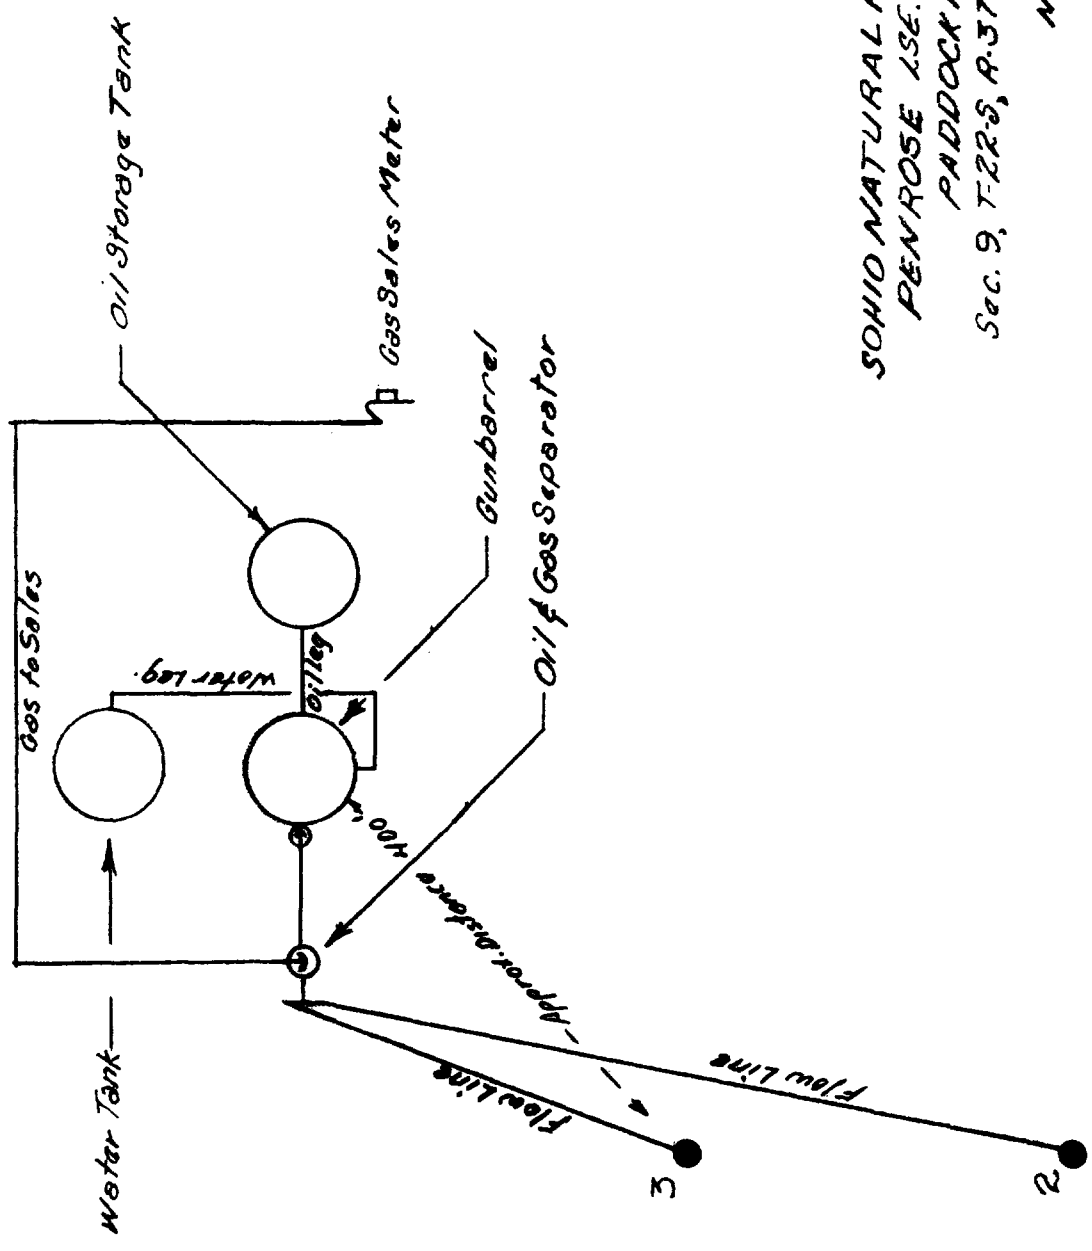 Water Tank
Gas to Sales
Water Leg.
Oil leg
Oil Storage Tank
Gas Sales Meter
Gunbarrel
Oil & Gas Separator
Approx. Distance 400'
Flow Line
Flow Line
3
2
SOHIO NATURAL
PENROSE LSE.
PADDOCK
Sec. 9, T-22-S, R-37